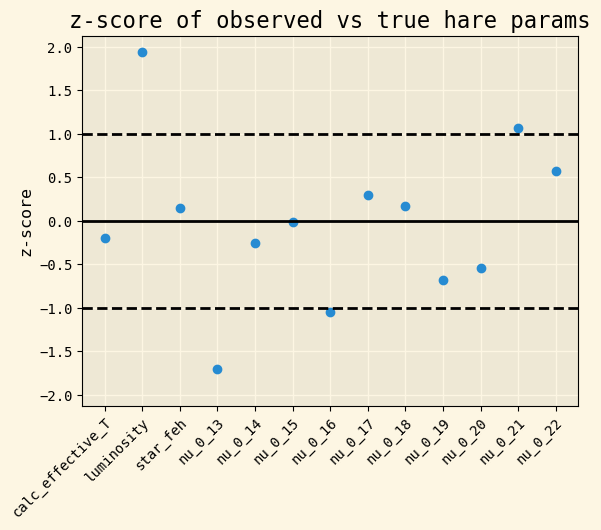 z-score of observed vs true hare params
z-score
2.0
1.5
1.0
0.5
0.0
−0.5
−1.0
−1.5
−2.0
calc_effective_T
luminosity
star_feh
nu_0_13
nu_0_14
nu_0_15
nu_0_16
nu_0_17
nu_0_18
nu_0_19
nu_0_20
nu_0_21
nu_0_22